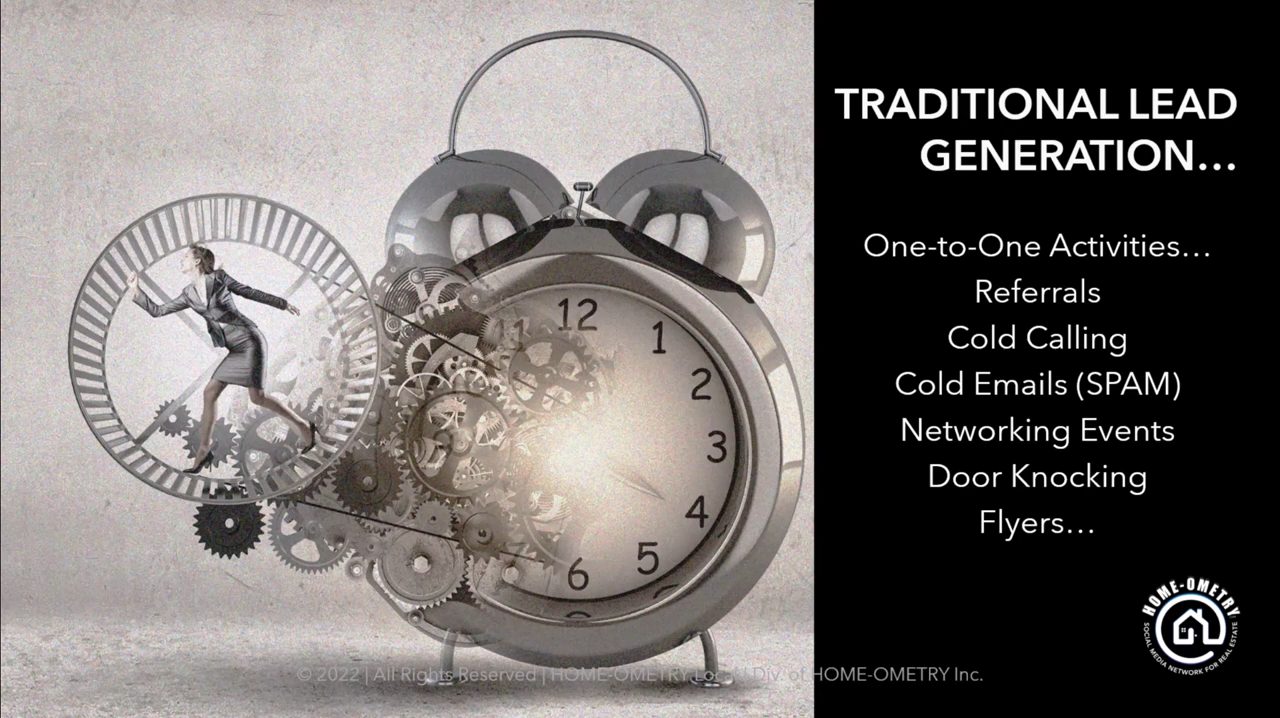 TRADITIONAL LEAD
GENERATION...
One-to-One Activities...
Referrals
Cold Calling
Cold Emails (SPAM)
Networking Events
Door Knocking
Flyers...
12
11
1
2
3
4
5
6
HOME-OMETRY
SOCIAL MEDIA NETWORK FOR REAL ESTATE
© 2022 | All Rights Reserved | HOME-OMETRY Local Div. of HOME-OMETRY Inc.